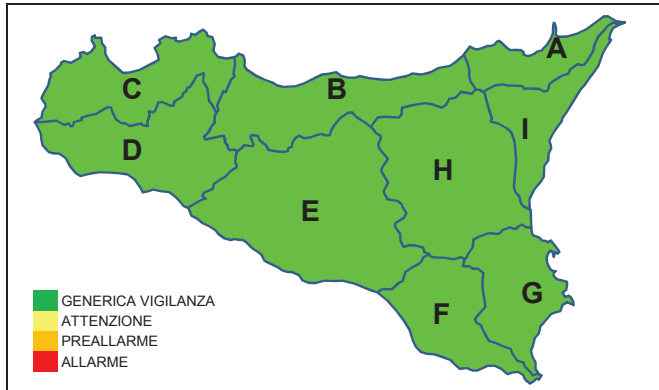 A
B
C
I
D
H
E
G
F
GENERICA VIGILANZA
ATTENZIONE
PREALLARME
ALLARME